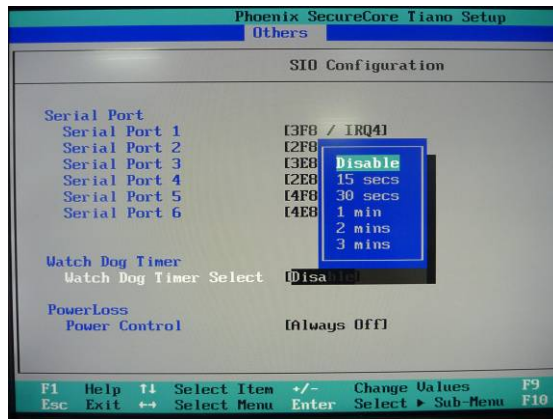 Phoenix SecureCore Tiano Setup
Others
SIO Configuration
Serial Port
Serial Port 1 [3F8 / IRQ4]
Serial Port 2 [2F8
Serial Port 3 [3E8
Serial Port 4 [2E8
Serial Port 5 [4F8
Serial Port 6 [4E8
Disable
15 secs
30 secs
1 min
2 mins
3 mins
Watch Dog Timer
Watch Dog Timer Select [Disable]
PowerLoss
Power Control [Always Off]
F1 Help ↑↓ Select Item +/- Change Values F9
Esc Exit ↔ Select Menu Enter Select ▶ Sub-Menu F10